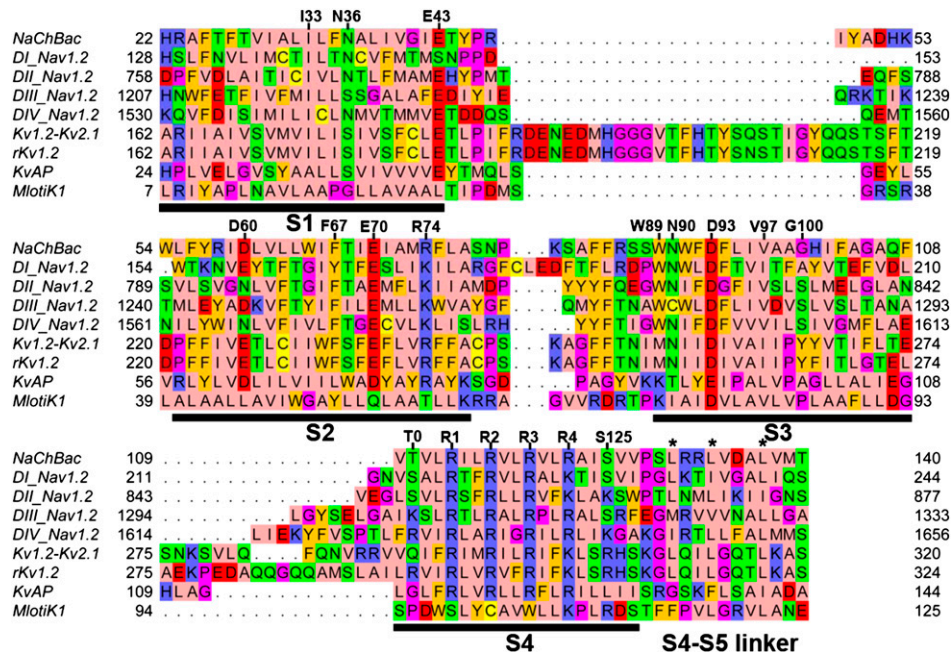 I33 N36 E43
NaChBac 22 HRAFTFTVIALILFNALIVGIETYPR............................IYADHK 53
DI_Nav1.2 128 HSLFNVLIMCTILTNCVFMTMSNPPD................................ 153
DII_Nav1.2 758 DPFVDLAITICIVLNTLFMAMEHYPMT...........................EQFS 788
DIII_Nav1.2 1207 HNWFETFIVFMILLSSGALAFEDIYIE.........................QRKTIK 1239
DIV_Nav1.2 1530 KQVFDISIMILICLNMVTMMVETDDQS...........................QEMT 1560
Kv1.2-Kv2.1 162 ARIIAIVSVMVILISIVSFCLETLPIFRDENEDMHGGGVTFHTYSQSTIGYQQSTSFT 219
rKv1.2 162 ARIIAIVSVMVILISIVSFCLETLPIFRDENEDMHGGGVTFHTYSNSTIGYQQSTSFT 219
KvAP 24 HPLVELGVSYAALLSVIVVVVEYTMQLS..........................GEYL 55
MlotiK1 7 LRIYAPLNAVLAAPGLLAVAALTIPDMS..........................GRSR 38
S1
D60 F67 E70 R74 W89 N90 D93 V97 G100
NaChBac 54 WLFYRIDLVLLWIFTIEIAMRFLASNP...KSAFFRSSWNWFDFLIVAAGHIFAGAQF 108
DI_Nav1.2 154 .WTKNVEYTFTGIYTFESLIKILARGFCLEDFTFLRDPWNWLDFTVITFAYVTEFVDL 210
DII_Nav1.2 789 SVLSVGNLVFTGIFTAEMFLKIIAMDP....YYYFQEGWNIFDGFIVSLSLMELGLAN 842
DIII_Nav1.2 1240 TMLEYADKVFTYIFILEMLLKWVAYGF....QMYFTNAWCWLDFLIVDVSLVSLTANA 1293
DIV_Nav1.2 1561 NILYWINLVFIVLFTGECVLKLISLRH.....YYFTIGWNIFDFVVVILSIVGMFLAE 1613
Kv1.2-Kv2.1 220 DPFFIVETLCIIWFSFEFLVRFFACPS...KAGFFTNIMNIIDIVAIIPYYVTIFLTE 274
rKv1.2 220 DPFFIVETLCIIWFSFEFLVRFFACPS...KAGFFTNIMNIIDIVAIIPYFITLGTEL 274
KvAP 56 VRLYLVDLILVIILWADYAYRAYKSGD.....PAGYVKKTLYEIPALVPAGLLALIEG 108
MlotiK1 39 LALAALLAVIWGAYLLQLAATLLKRRA...GVVRDRTPKIAIDVLAVLVPLAAFLLDG 93
S2 S3
T0 R1 R2 R3 R4 S125 * * *
NaChBac 109 ..................VTVLRILRVLRVLRAISVVPSLRRLVDALVMT 140
DI_Nav1.2 211 ................GNVSALRTFRVLRALKTISVIPGLKTIVGALIQS 244
DII_Nav1.2 843 ...............VEGLSVLRSFRLLRVFKLAKSWPTLNMLIKIIGNS 877
DIII_Nav1.2 1294 ..........LGYSELGAIKSLRTLRALRPLRALSRFEGMRVVVNALLGA 1333
DIV_Nav1.2 1614 .......LIEKYFVSPTLFRVIRLARIGRILRLIKGAKGIRTLLFALMMS 1656
Kv1.2-Kv2.1 275 SNKSVLQ....FQNVRRVVQIFRIMRILRIFKLSRHSKGLQILGQTLKAS 320
rKv1.2 275 AEKPEDAQQGQQAMSLAILRVIRLVRVFRIFKLSRHSKGLQILGQTLKAS 324
KvAP 109 HLAG..............LGLFRLVRLLRFLRILLIISRGSKFLSAIADA 144
MlotiK1 94 ..................SPDWSLYCAVWLLKPLRDSTFFPVLGRVLANE 125
S4 S4-S5 linker